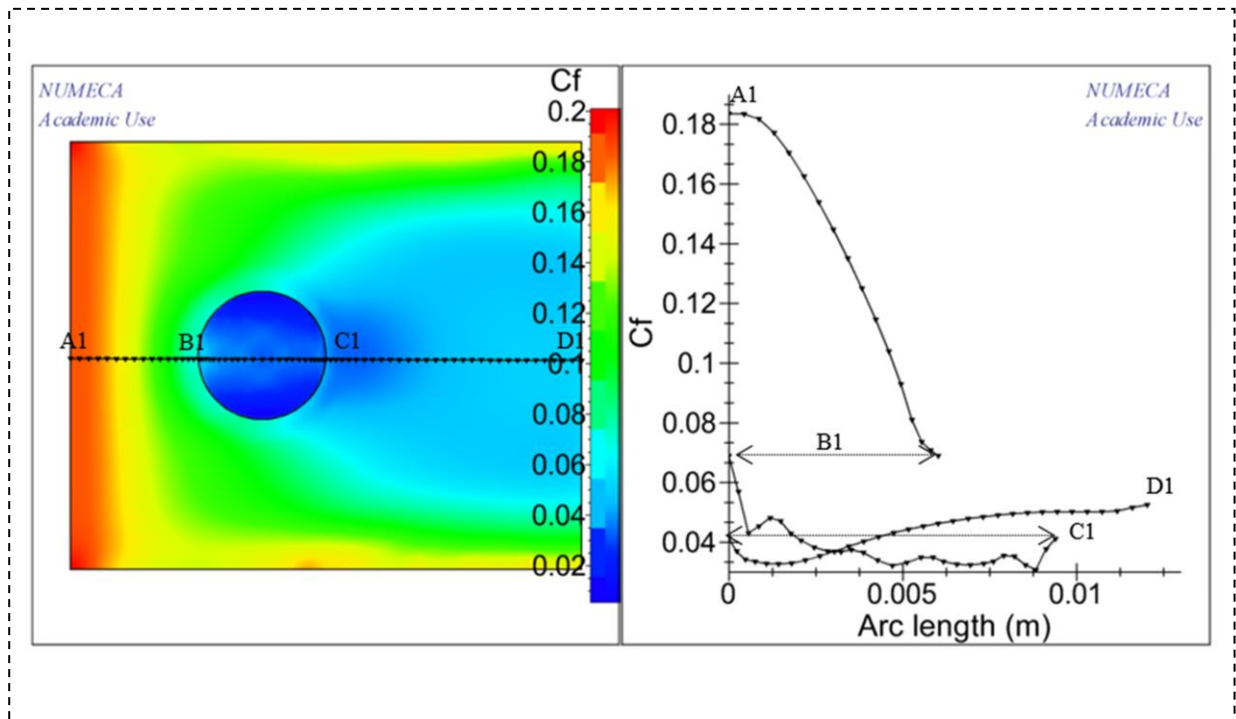 NUMECA
Academic Use
Cf
0.2
0.18
0.16
0.14
0.12
0.1
0.08
0.06
0.04
0.02
A1
B1
C1
D1
NUMECA
Academic Use
A1
0.18
0.16
0.14
0.12
0.1
0.08
0.06
0.04
Cf
B1
D1
C1
0
0.005
0.01
Arc length (m)